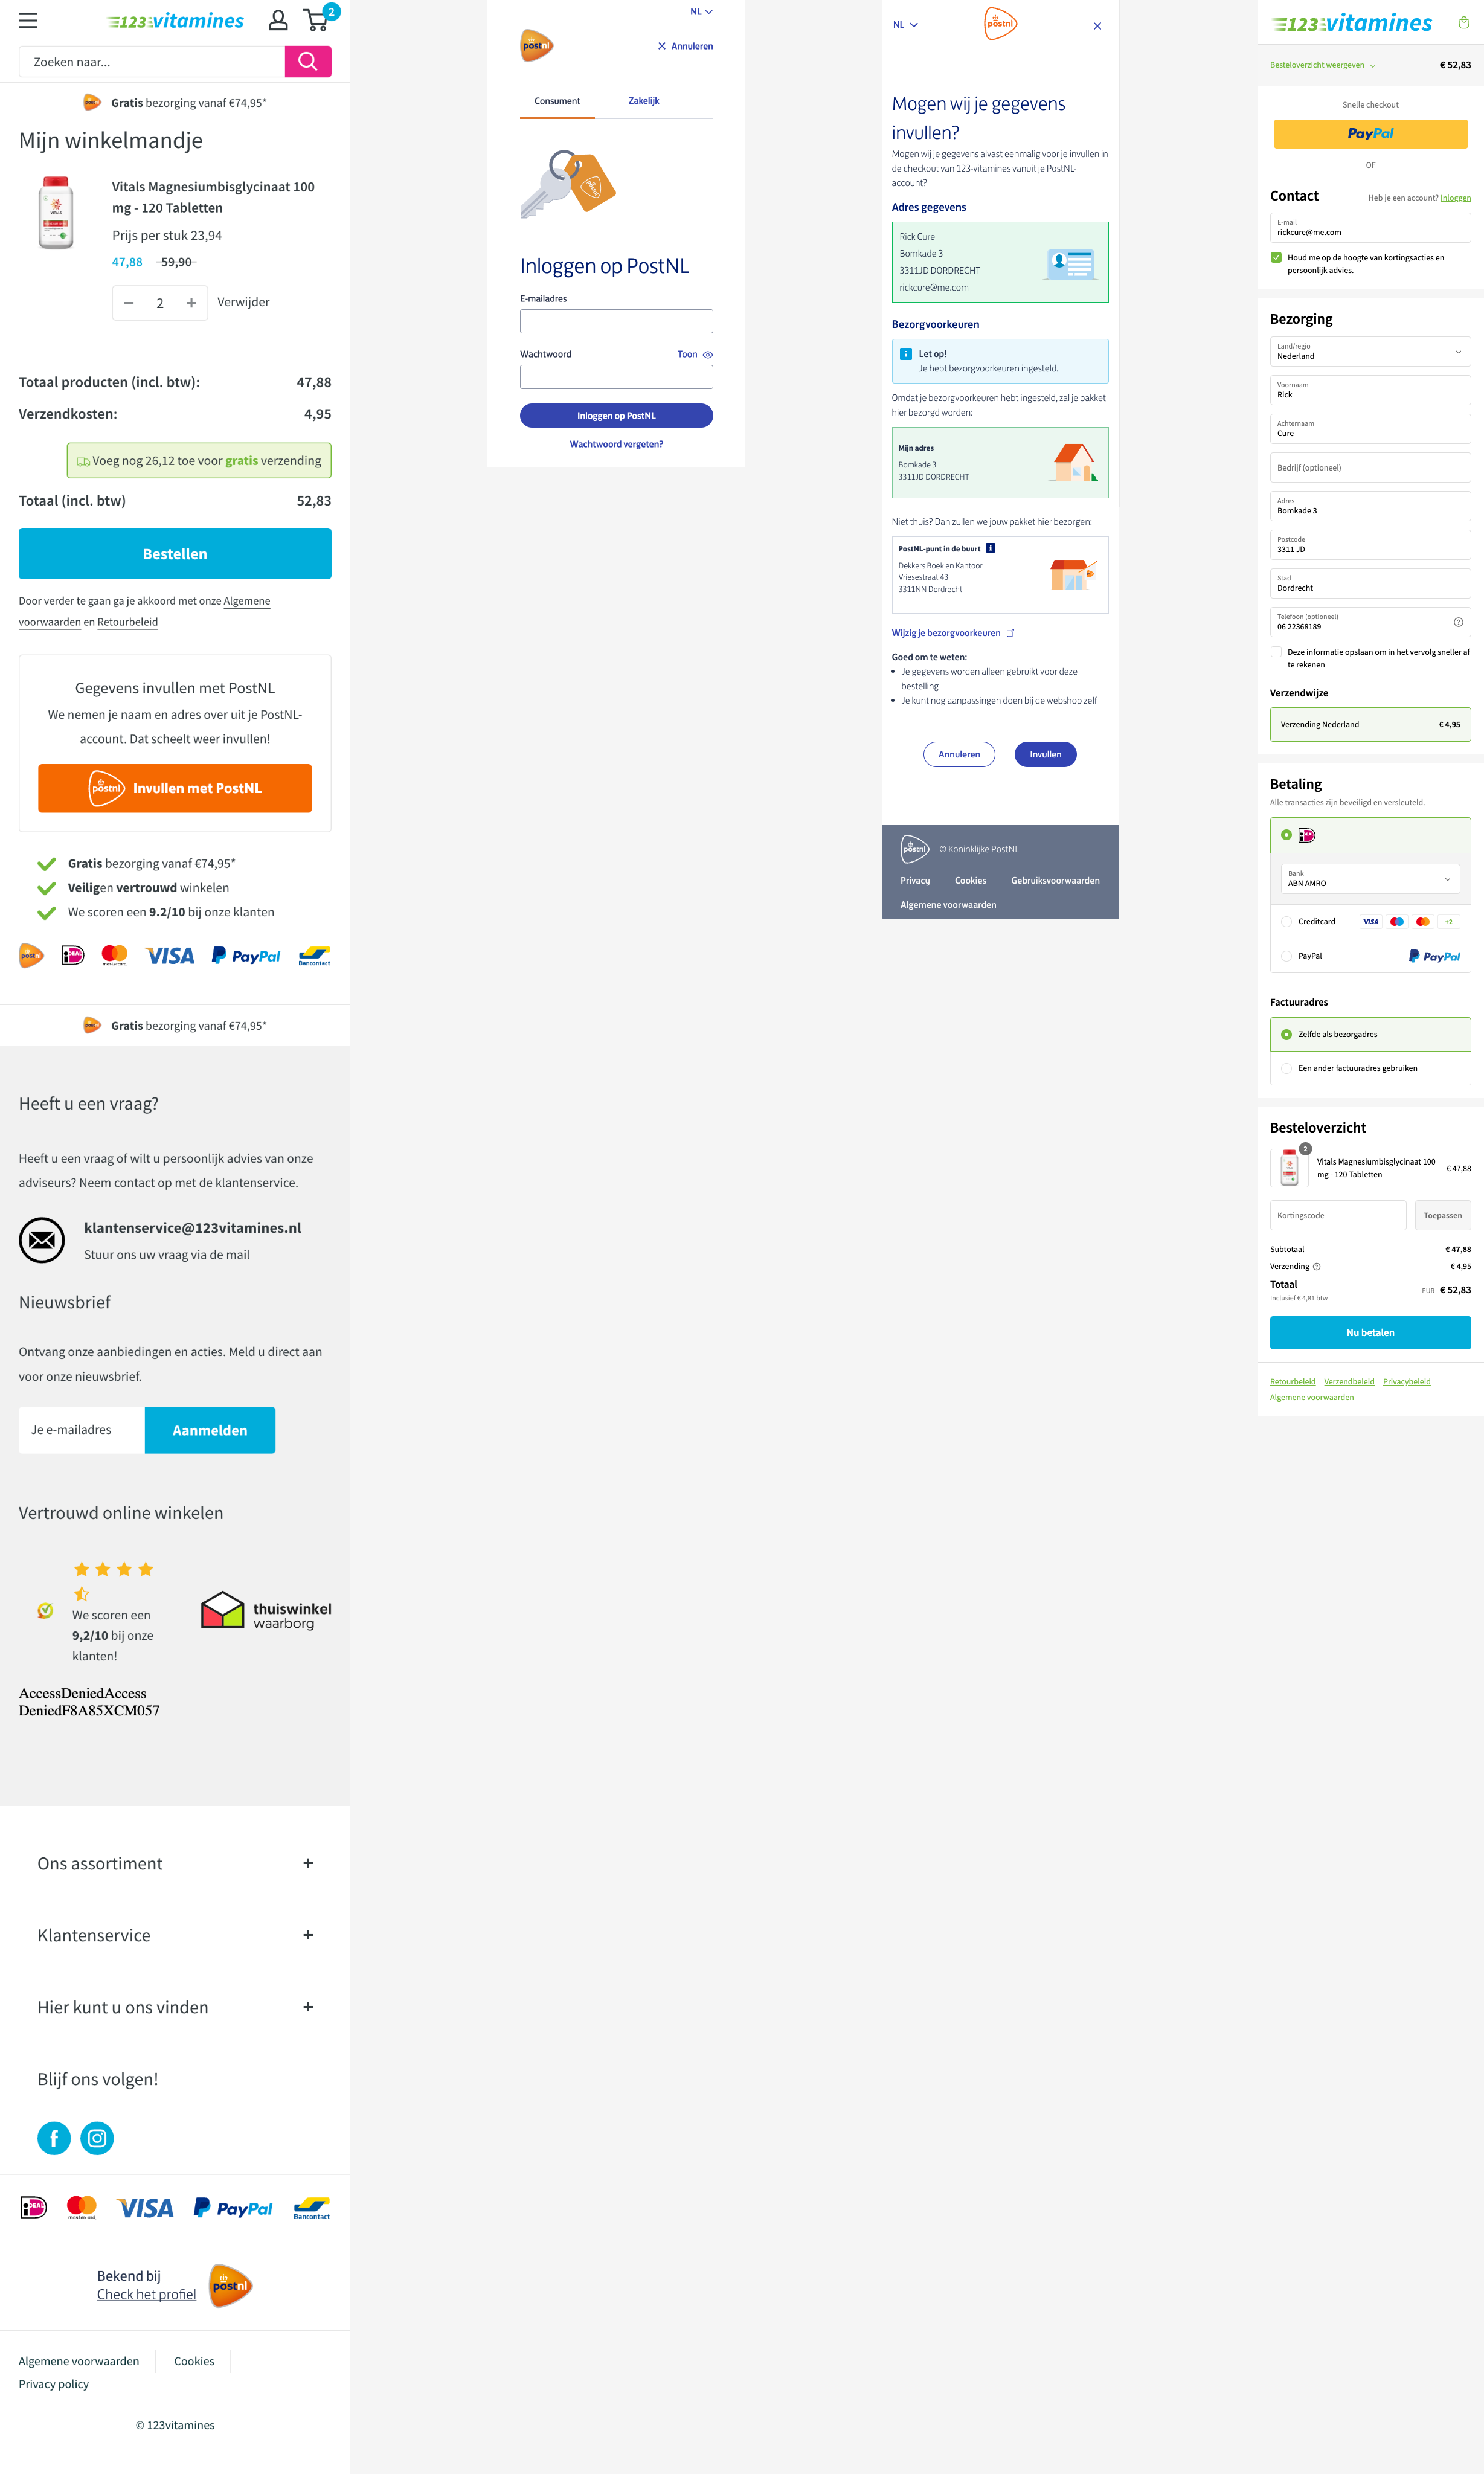 123vitamines
2
Zoeken naar...
Gratis bezorging vanaf €74,95*
Mijn winkelmandje
Vitals Magnesiumbisglycinaat 100
mg - 120 Tabletten
Prijs per stuk 23,94
47,88 59,90
2
Verwijder
Totaal producten (incl. btw): 47,88
Verzendkosten: 4,95
Voeg nog 26,12 toe voor gratis verzending
Totaal (incl. btw) 52,83
Bestellen
Door verder te gaan ga je akkoord met onze Algemene
voorwaarden en Retourbeleid
Gegevens invullen met PostNL
We nemen je naam en adres over uit je PostNL-
account. Dat scheelt weer invullen!
postnl Invullen met PostNL
Gratis bezorging vanaf €74,95*
Veiligen vertrouwd winkelen
We scoren een 9.2/10 bij onze klanten
postnl iDEAL mastercard VISA PayPal Bancontact
Gratis bezorging vanaf €74,95*
Heeft u een vraag?
Heeft u een vraag of wilt u persoonlijk advies van onze
adviseurs? Neem contact op met de klantenservice.
klantenservice@123vitamines.nl
Stuur ons uw vraag via de mail
Nieuwsbrief
Ontvang onze aanbiedingen en acties. Meld u direct aan
voor onze nieuwsbrief.
Je e-mailadres
Aanmelden
Vertrouwd online winkelen
We scoren een
9,2/10 bij onze
klanten!
thuiswinkel
waarborg
AccessDeniedAccess
DeniedF8A85XCM057
Ons assortiment +
Klantenservice +
Hier kunt u ons vinden +
Blijf ons volgen!
iDEAL mastercard VISA PayPal Bancontact
Bekend bij
Check het profiel
postnl
Algemene voorwaarden
Cookies
Privacy policy
© 123vitamines
NL
postnl
Annuleren
Consument
Zakelijk
Inloggen op PostNL
E-mailadres
Wachtwoord
Toon
Inloggen op PostNL
Wachtwoord vergeten?
NL
postnl
Mogen wij je gegevens
invullen?
Mogen wij je gegevens alvast eenmalig voor je invullen in
de checkout van 123-vitamines vanuit je PostNL-
account?
Adres gegevens
Rick Cure
Bomkade 3
3311JD DORDRECHT
rickcure@me.com
Bezorgvoorkeuren
Let op!
Je hebt bezorgvoorkeuren ingesteld.
Omdat je bezorgvoorkeuren hebt ingesteld, zal je pakket
hier bezorgd worden:
Mijn adres
Bomkade 3
3311JD DORDRECHT
Niet thuis? Dan zullen we jouw pakket hier bezorgen:
PostNL-punt in de buurt
Dekkers Boek en Kantoor
Vriesestraat 43
3311NN Dordrecht
Wijzig je bezorgvoorkeuren
Goed om te weten:
Je gegevens worden alleen gebruikt voor deze
bestelling
Je kunt nog aanpassingen doen bij de webshop zelf
Annuleren
Invullen
postnl © Koninklijke PostNL
Privacy Cookies Gebruiksvoorwaarden
Algemene voorwaarden
123vitamines
Besteloverzicht weergeven € 52,83
Snelle checkout
PayPal
OF
Contact
Heb je een account? Inloggen
E-mail
rickcure@me.com
Houd me op de hoogte van kortingsacties en
persoonlijk advies.
Bezorging
Land/regio
Nederland
Voornaam
Rick
Achternaam
Cure
Bedrijf (optioneel)
Adres
Bomkade 3
Postcode
3311 JD
Stad
Dordrecht
Telefoon (optioneel)
06 22368189
Deze informatie opslaan om in het vervolg sneller af
te rekenen
Verzendwijze
Verzending Nederland € 4,95
Betaling
Alle transacties zijn beveiligd en versleuteld.
iDEAL
Bank
ABN AMRO
Creditcard VISA +2
PayPal PayPal
Factuuradres
Zelfde als bezorgadres
Een ander factuuradres gebruiken
Besteloverzicht
2
Vitals Magnesiumbisglycinaat 100
mg - 120 Tabletten
€ 47,88
Kortingscode
Toepassen
Subtotaal € 47,88
Verzending € 4,95
Totaal EUR € 52,83
Inclusief € 4,81 btw
Nu betalen
Retourbeleid Verzendbeleid Privacybeleid
Algemene voorwaarden